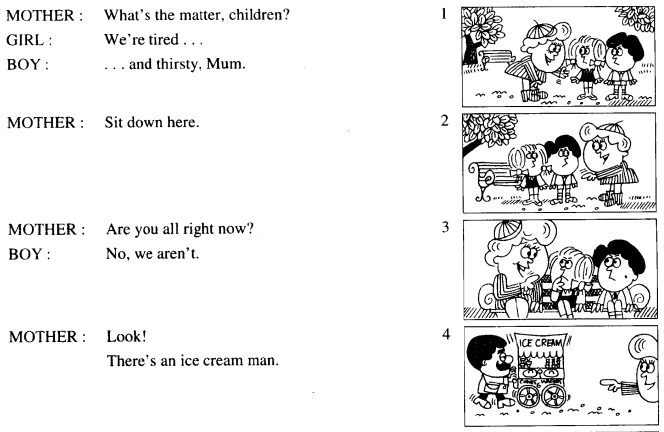 MOTHER : What's the matter, children?
GIRL : We're tired . . .
BOY : . . . and thirsty, Mum.
1
MOTHER : Sit down here.
2
MOTHER : Are you all right now?
BOY : No, we aren't.
3
MOTHER : Look!
There's an ice cream man.
4
ICE CREAM